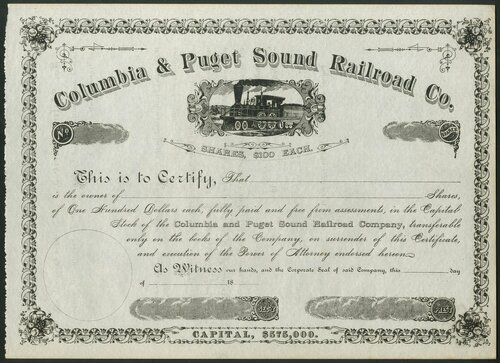 Columbia & Puget Sound Railroad Co.
No
SHARES, $100 EACH.
This is to Certify, That
is the owner of Shares,
of One Hundred Dollars each, fully paid and free from assessments, in the Capital
Stock of the Columbia and Puget Sound Railroad Company, transferable
only on the books of the Company, on surrender of this Certificate,
and execution of the Power of Attorney endorsed hereon.
As Witness our hands, and the Corporate Seal of said Company, this day
of 18
CAPITAL, $575,000.